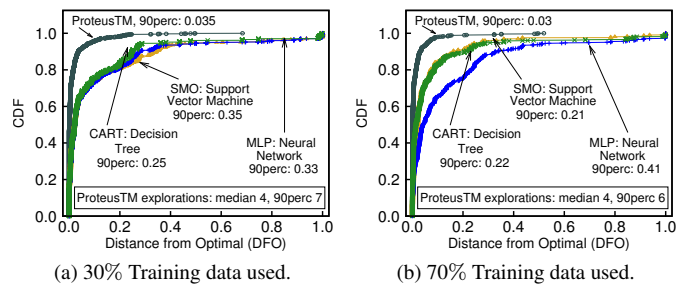 ProteusTM, 90perc: 0.035
1.0
0.8
0.6
0.4
0.2
0.0
CDF
SMO: Support
Vector Machine
90perc: 0.35
CART: Decision
Tree
90perc: 0.25
MLP: Neural
Network
90perc: 0.33
ProteusTM explorations: median 4, 90perc 7
0.0 0.2 0.4 0.6 0.8 1.0
Distance from Optimal (DFO)
(a) 30% Training data used.
ProteusTM, 90perc: 0.03
1.0
0.8
0.6
0.4
0.2
0.0
CDF
SMO: Support
Vector Machine
90perc: 0.21
CART: Decision
Tree
90perc: 0.22
MLP: Neural
Network
90perc: 0.41
ProteusTM explorations: median 4, 90perc 6
0.0 0.2 0.4 0.6 0.8 1.0
Distance from Optimal (DFO)
(b) 70% Training data used.